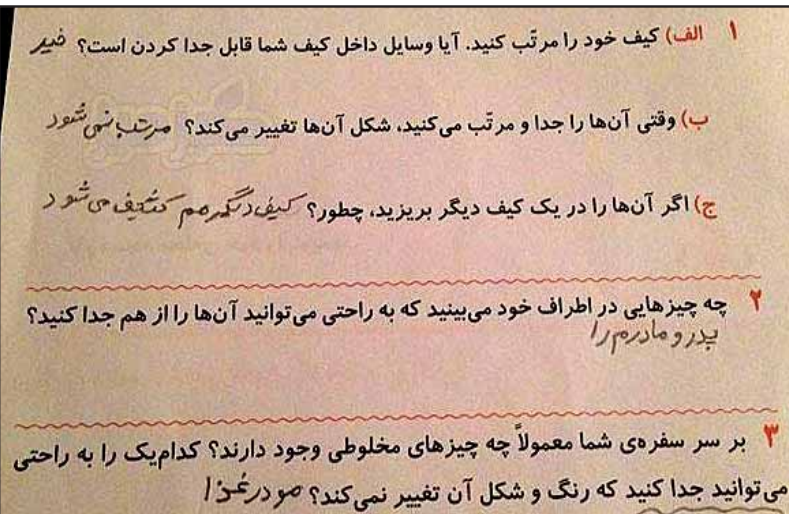 ۱ الف) کیف خود را مرتّب کنید. آیا وسایل داخل کیف شما قابل جدا کردن است؟ خیر
ب) وقتی آن‌ها را جدا و مرتّب می‌کنید، شکل آن‌ها تغییر می‌کند؟ مرتب نمی‌شود
ج) اگر آن‌ها را در یک کیف دیگر بریزید، چطور؟ کیف دیگر هم کثیف می‌شود
۲ چه چیزهایی در اطراف خود می‌بینید که به راحتی می‌توانید آن‌ها را از هم جدا کنید؟
پدر و مادرم را
۳ بر سر سفره‌ی شما معمولاً چه چیزهای مخلوطی وجود دارند؟ کدام‌یک را به راحتی
می‌توانید جدا کنید که رنگ و شکل آن تغییر نمی‌کند؟ مو در غذا